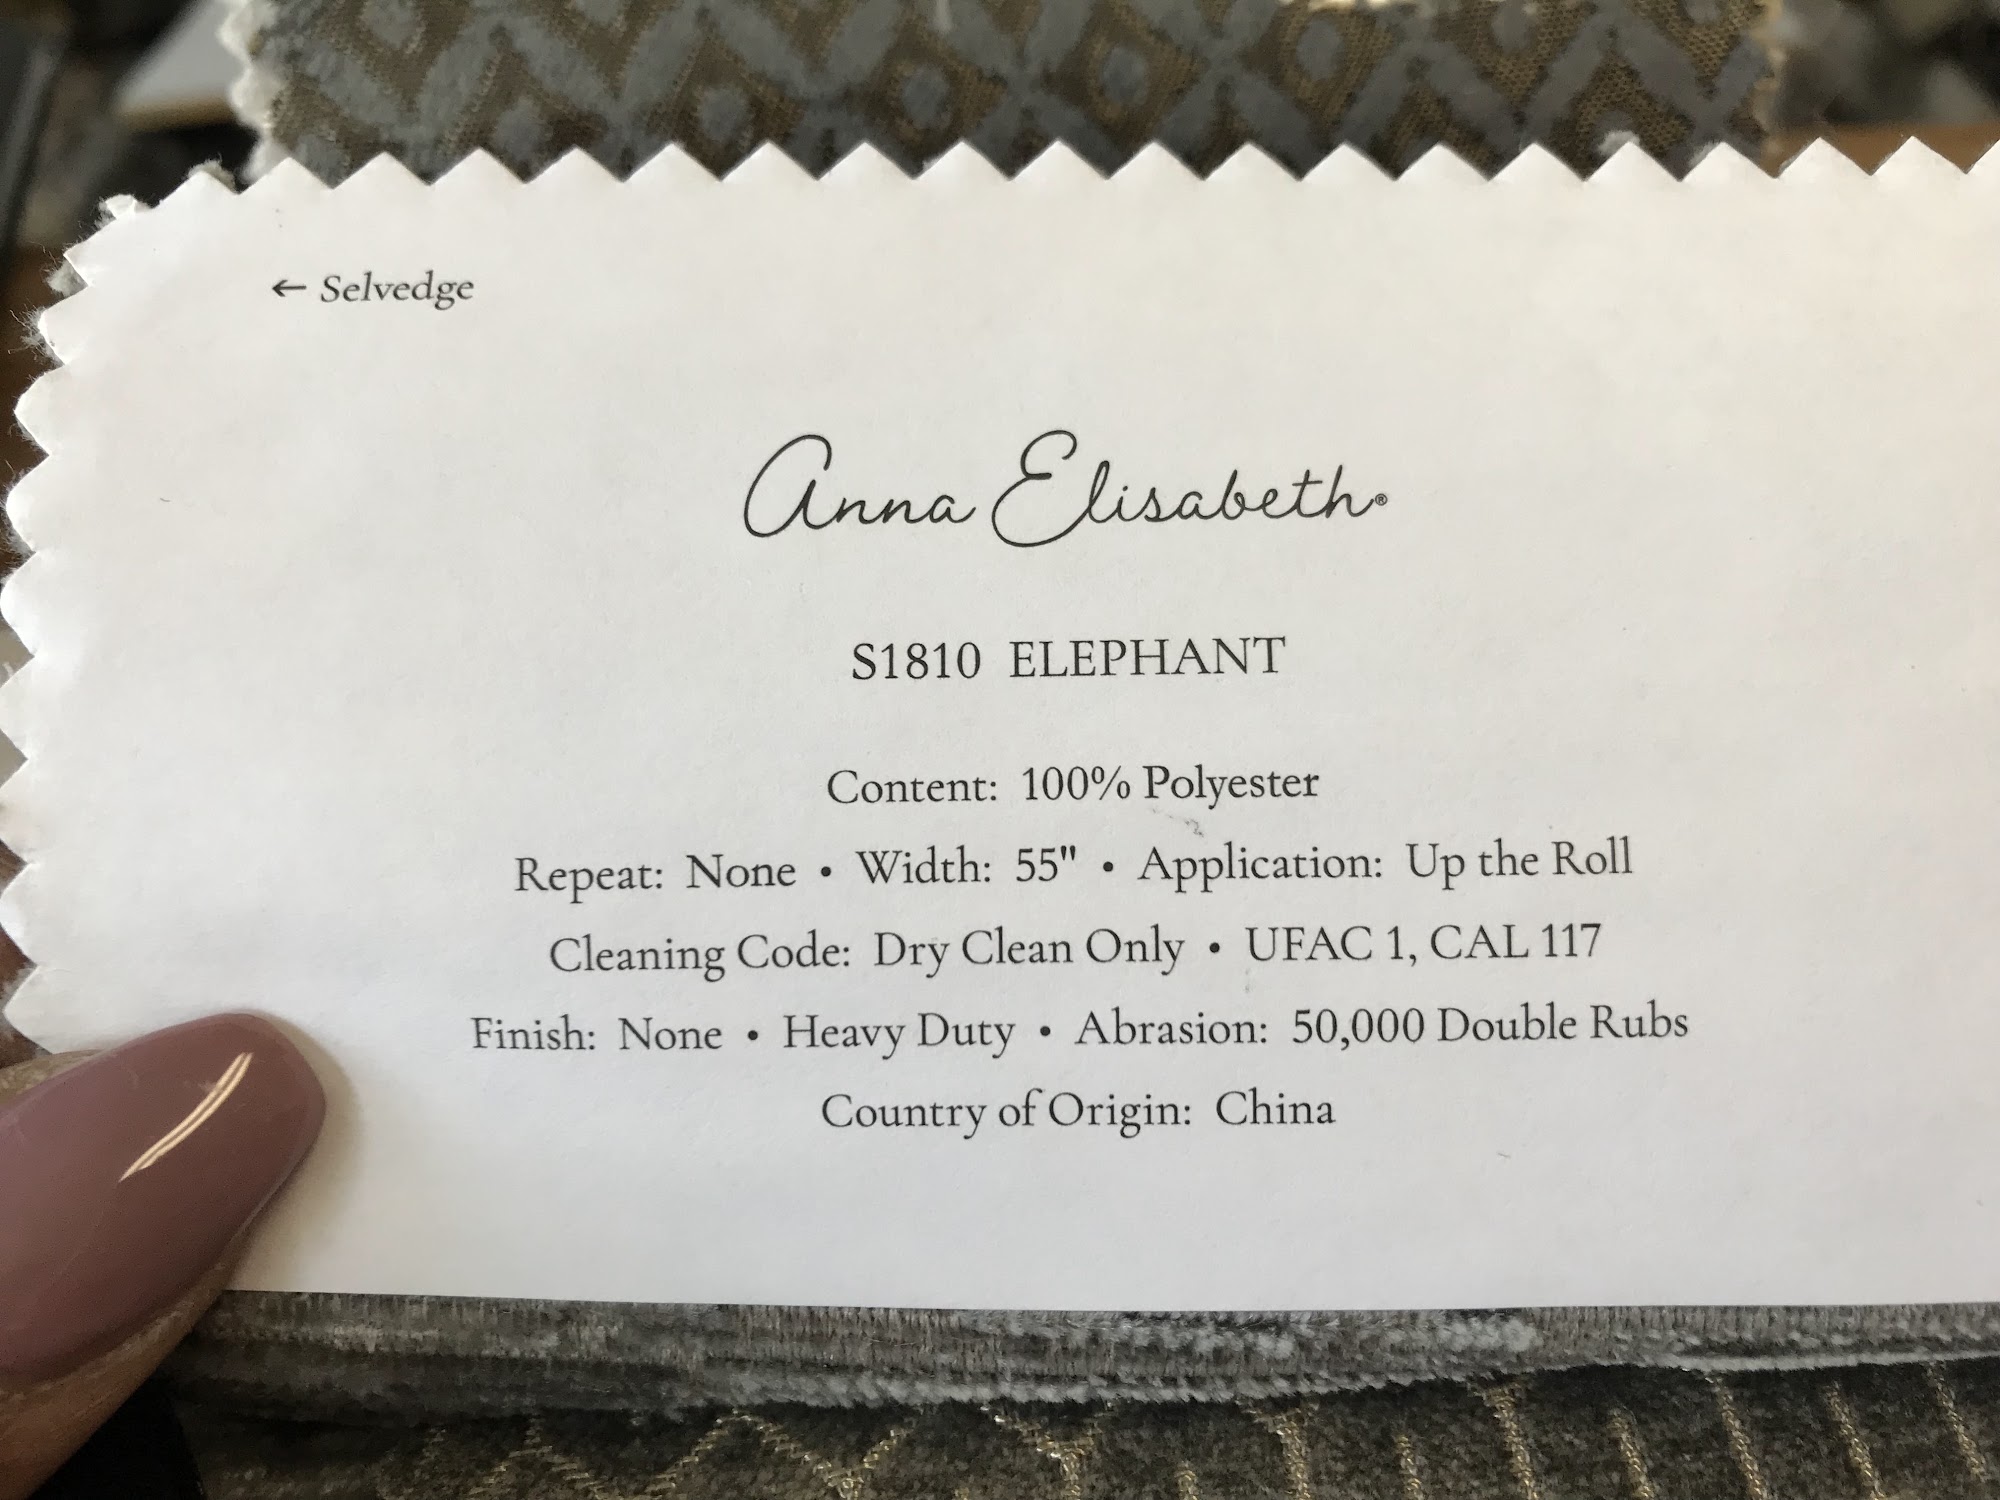 ← Selvedge
Anna Elisabeth®
S1810 ELEPHANT
Content: 100% Polyester
Repeat: None • Width: 55" • Application: Up the Roll
Cleaning Code: Dry Clean Only • UFAC 1, CAL 117
Finish: None • Heavy Duty • Abrasion: 50,000 Double Rubs
Country of Origin: China